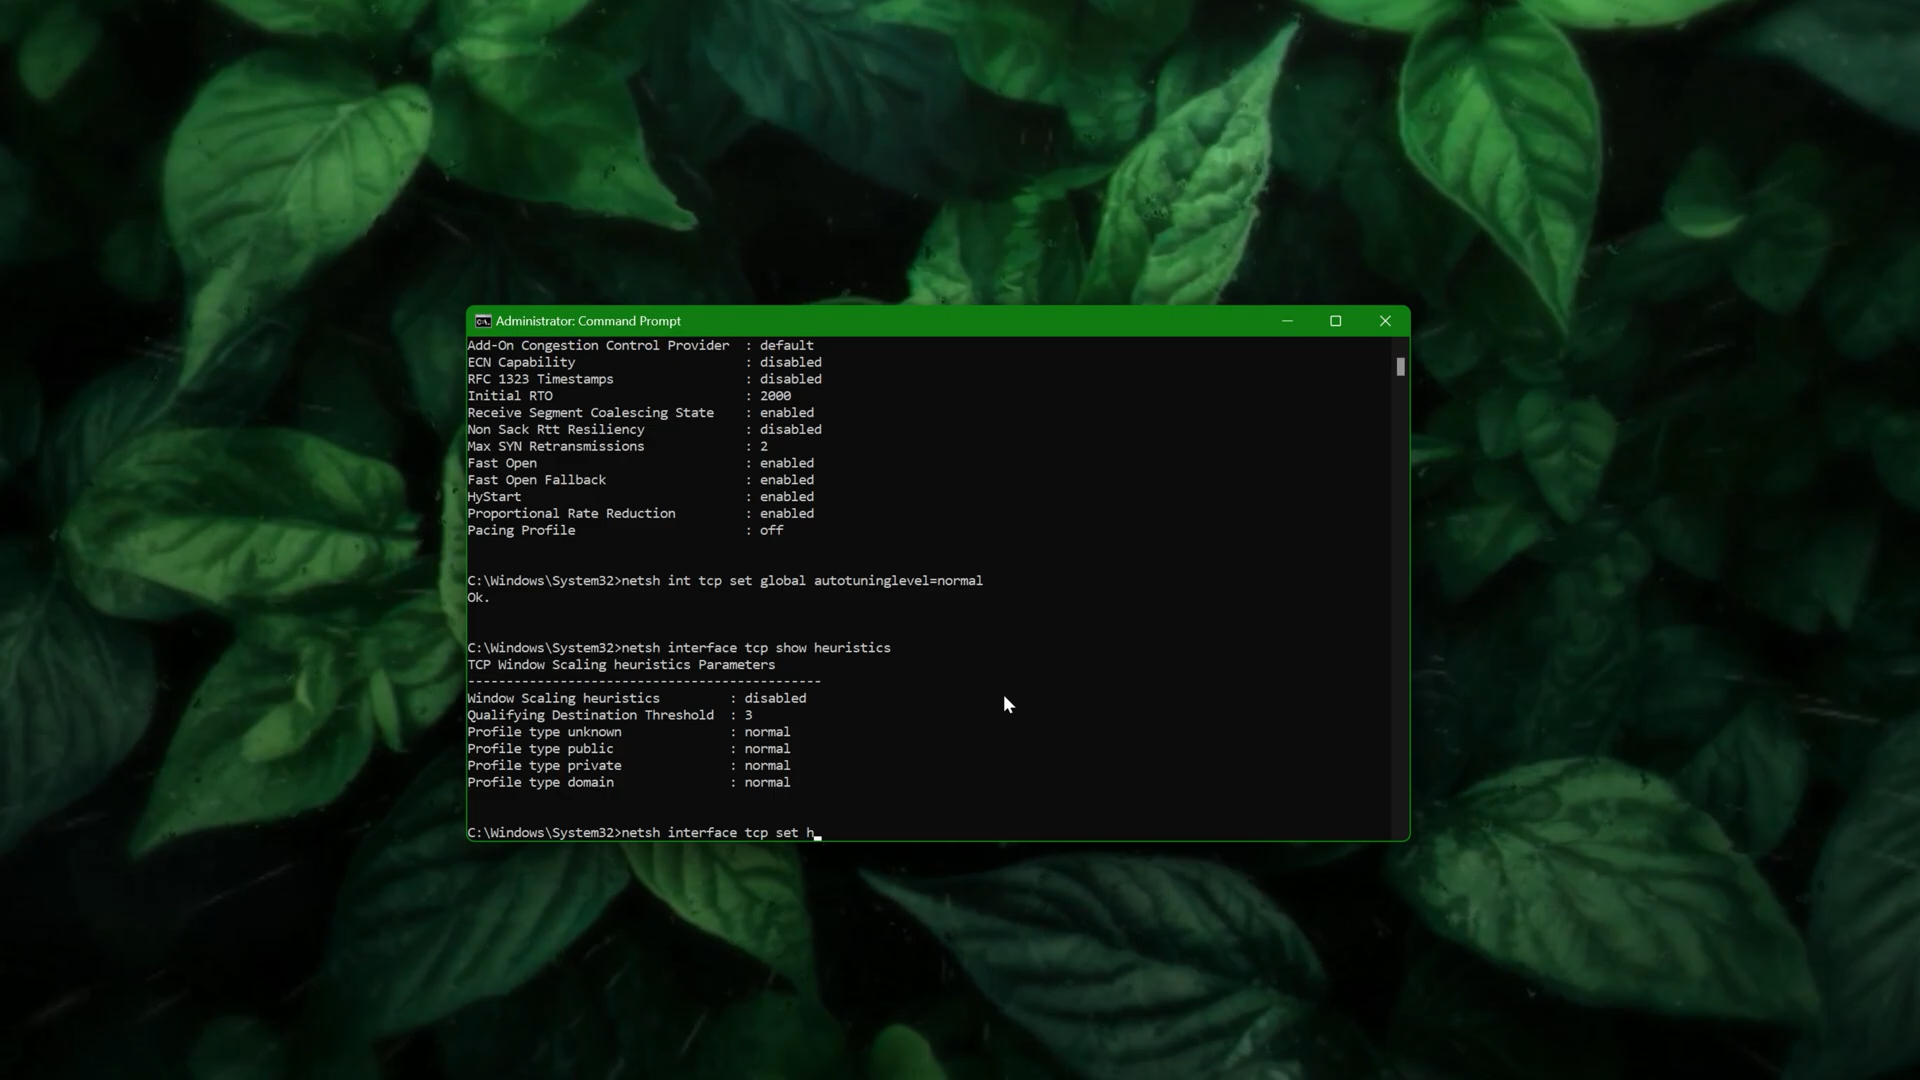 Administrator: Command Prompt
Add-On Congestion Control Provider  : default
ECN Capability                      : disabled
RFC 1323 Timestamps                 : disabled
Initial RTO                         : 2000
Receive Segment Coalescing State    : enabled
Non Sack Rtt Resiliency             : disabled
Max SYN Retransmissions             : 2
Fast Open                           : enabled
Fast Open Fallback                  : enabled
HyStart                             : enabled
Proportional Rate Reduction         : enabled
Pacing Profile                      : off
C:\Windows\System32>netsh int tcp set global autotuninglevel=normal
Ok.
C:\Windows\System32>netsh interface tcp show heuristics
TCP Window Scaling heuristics Parameters
----------------------------------------------
Window Scaling heuristics         : disabled
Qualifying Destination Threshold  : 3
Profile type unknown              : normal
Profile type public               : normal
Profile type private              : normal
Profile type domain               : normal
C:\Windows\System32>netsh interface tcp set h